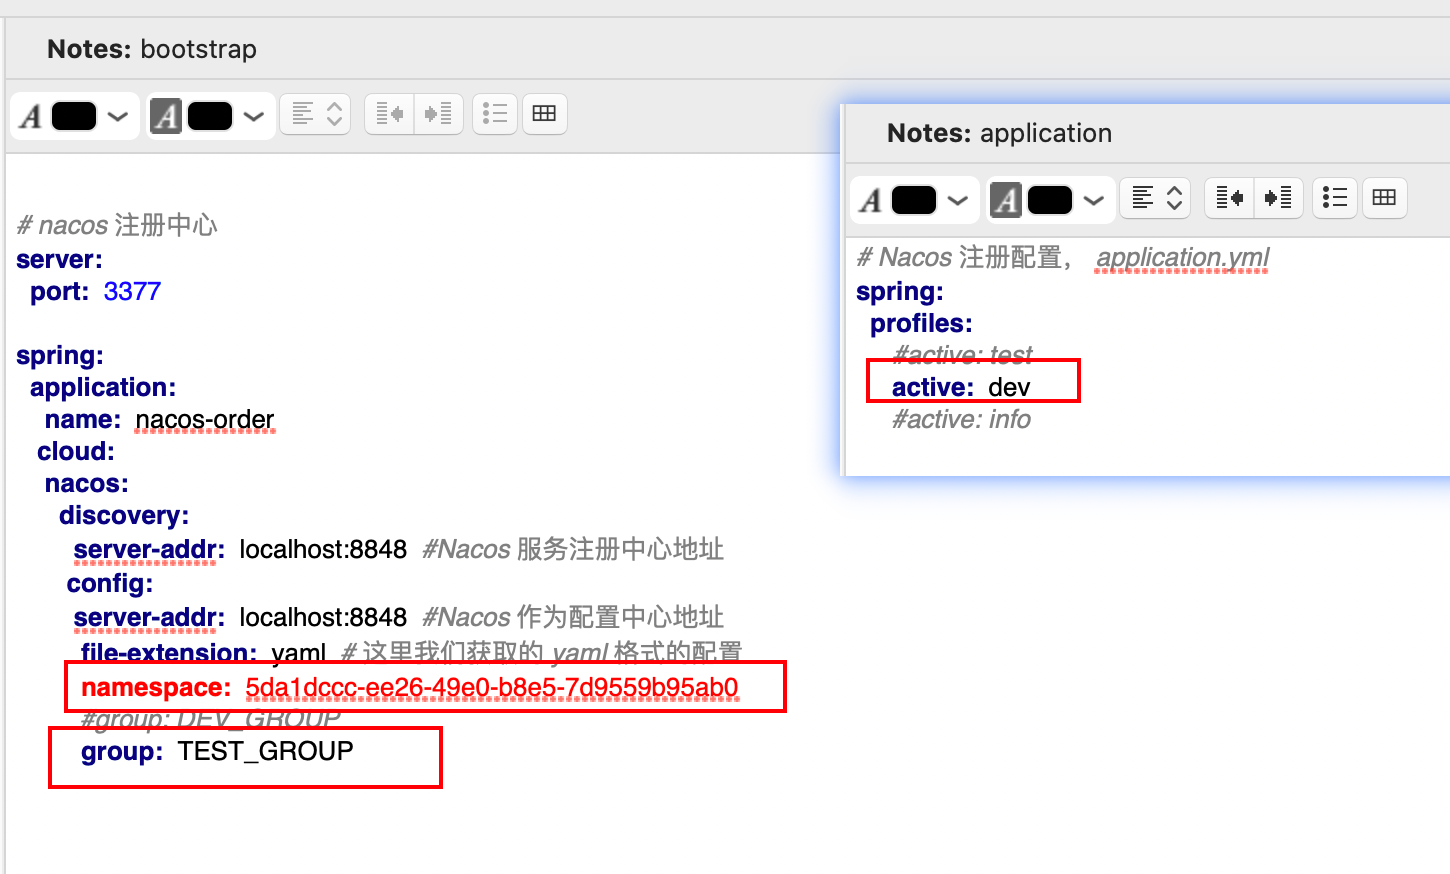 Notes: bootstrap
# nacos 注册中心
server:
port: 3377
spring:
application:
name: nacos-order
cloud:
nacos:
discovery:
server-addr: localhost:8848 #Nacos 服务注册中心地址
config:
server-addr: localhost:8848 #Nacos 作为配置中心地址
file-extension: yaml # 这里我们获取的 yaml 格式的配置
namespace: 5da1dccc-ee26-49e0-b8e5-7d9559b95ab0
#group: DEV_GROUP
group: TEST_GROUP
Notes: application
# Nacos 注册配置， application.yml
spring:
profiles:
#active: test
active: dev
#active: info